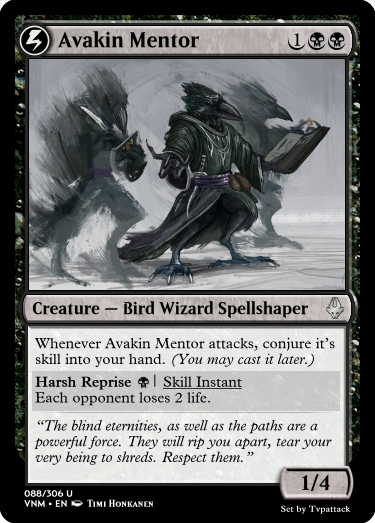 Avakin Mentor 1
Creature — Bird Wizard Spellshaper
Whenever Avakin Mentor attacks, conjure it's
skill into your hand. (You may cast it later.)
Harsh Reprise | Skill Instant
Each opponent loses 2 life.
“The blind eternities, as well as the paths are a
powerful force. They will rip you apart, tear your
very being to shreds. Respect them.”
1/4
088/306 U
VNM • EN Timi Honkanen
Set by Tvpattack